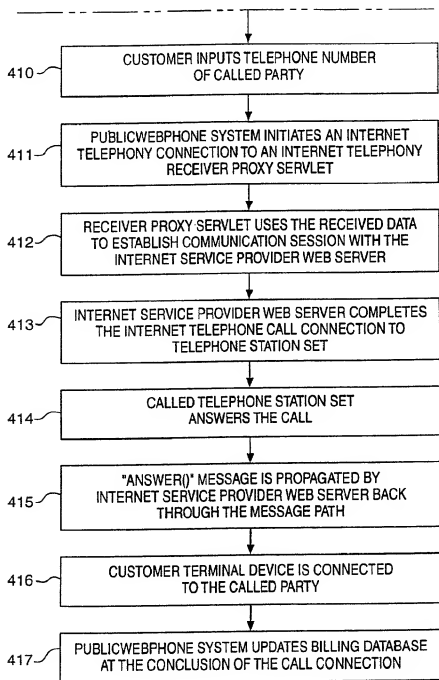 410
CUSTOMER INPUTS TELEPHONE NUMBER
OF CALLED PARTY
411
PUBLICWEBPHONE SYSTEM INITIATES AN INTERNET
TELEPHONY CONNECTION TO AN INTERNET TELEPHONY
RECEIVER PROXY SERVLET
412
RECEIVER PROXY SERVLET USES THE RECEIVED DATA
TO ESTABLISH COMMUNICATION SESSION WITH THE
INTERNET SERVICE PROVIDER WEB SERVER
413
INTERNET SERVICE PROVIDER WEB SERVER COMPLETES
THE INTERNET TELEPHONE CALL CONNECTION TO
TELEPHONE STATION SET
414
CALLED TELEPHONE STATION SET
ANSWERS THE CALL
415
"ANSWER()" MESSAGE IS PROPAGATED BY
INTERNET SERVICE PROVIDER WEB SERVER BACK
THROUGH THE MESSAGE PATH
416
CUSTOMER TERMINAL DEVICE IS CONNECTED
TO THE CALLED PARTY
417
PUBLICWEBPHONE SYSTEM UPDATES BILLING DATABASE
AT THE CONCLUSION OF THE CALL CONNECTION